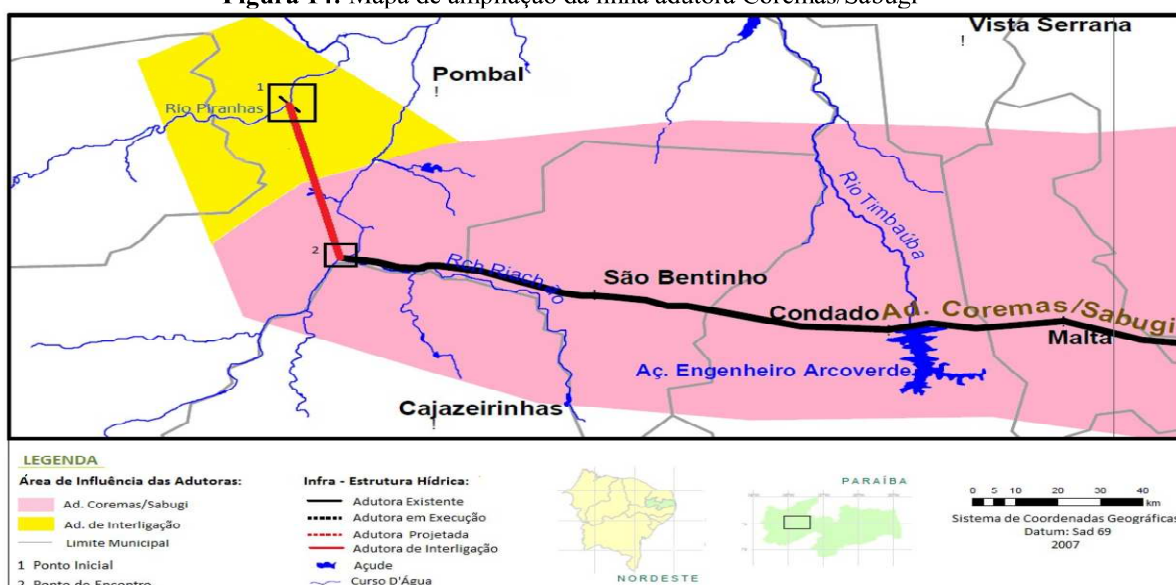 Figura 14: Mapa de ampliação da linha adutora Coremas/Sabugi
Vista Serrana
Pombal
1
Rio Piranhas
Rio Timbaúba
2
Rch Riach
São Bentinho
Condado
Ad. Coremas/Sabugi
Malta
Aç. Engenheiro Arcoverde
Cajazeirinhas
LEGENDA
Área de Influência das Adutoras:
Ad. Coremas/Sabugi
Ad. de Interligação
Limite Municipal
1 Ponto Inicial
2 Ponto de Encontro
Infra - Estrutura Hídrica:
Adutora Existente
Adutora em Execução
Adutora Projetada
Adutora de Interligação
Açude
Curso D'Água
NORDESTE
PARAÍBA
0 5 10 20 30 40
km
Sistema de Coordenadas Geográficas
Datum: Sad 69
2007